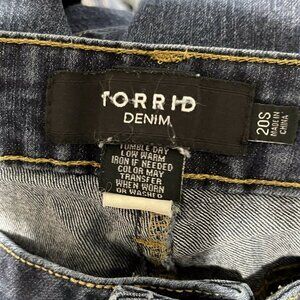 tORRID
DENIM
20S
MADE IN
CHINA
TUMBLE DRY
LOW WARM
IRON IF NEEDED
COLOR MAY
TRANSFER
WHEN WORN
OR WASHED